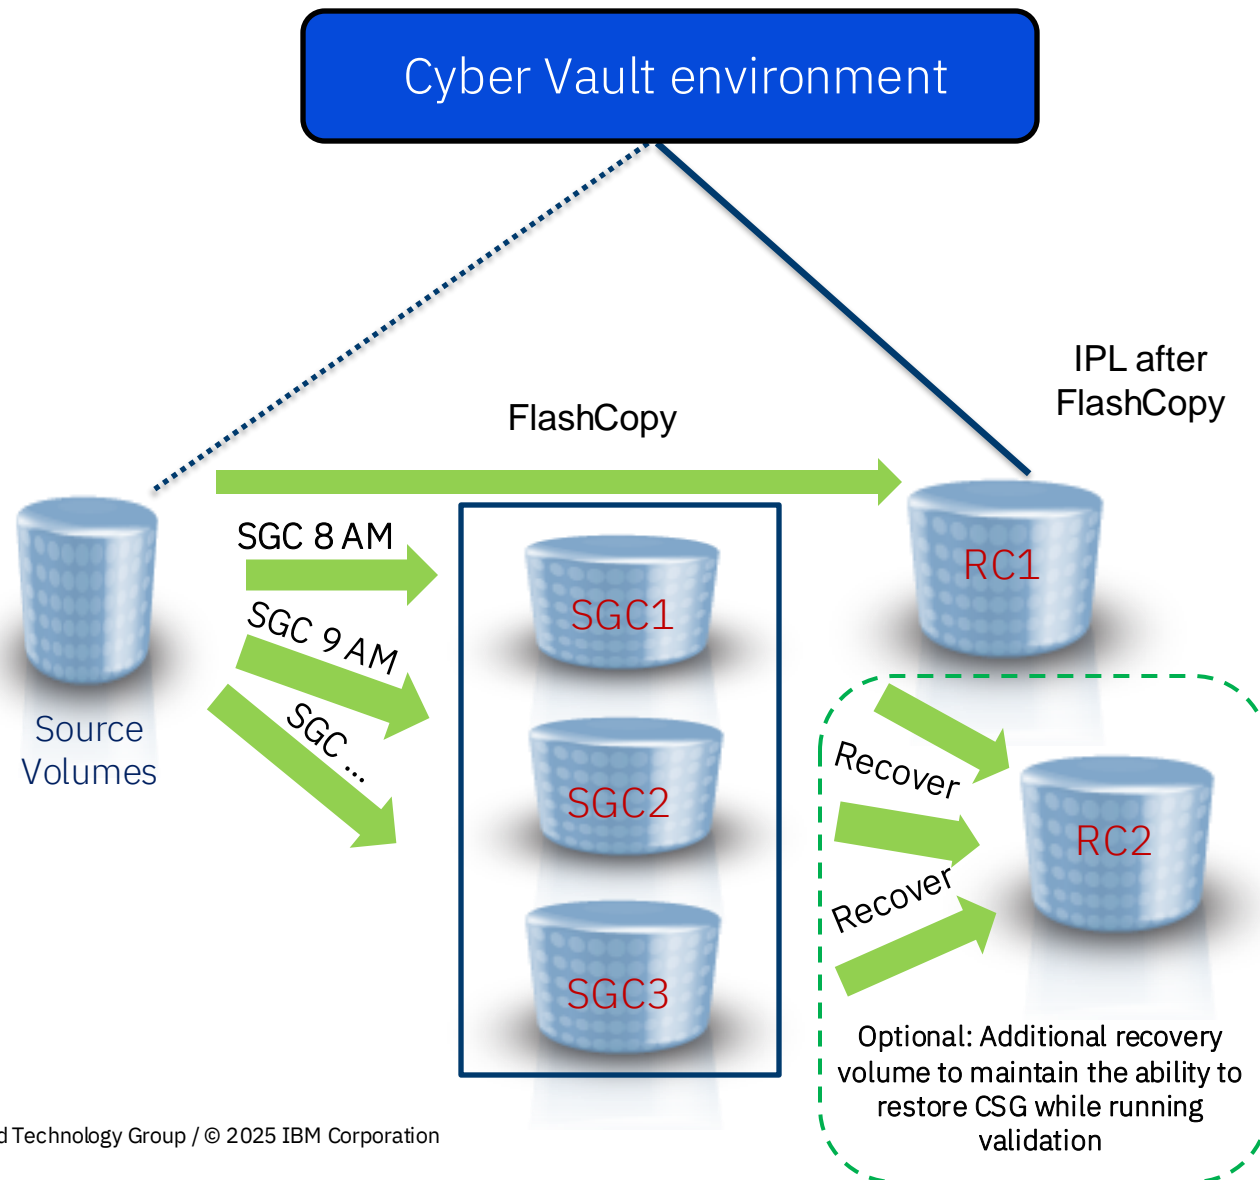 Cyber Vault environment
IPL after
FlashCopy
FlashCopy
SGC 8 AM
SGC 9 AM
SGC ...
Source
Volumes
SGC1
SGC2
SGC3
RC1
Recover
Recover
RC2
Optional: Additional recovery
volume to maintain the ability to
restore CSG while running
validation
d Technology Group / © 2025 IBM Corporation